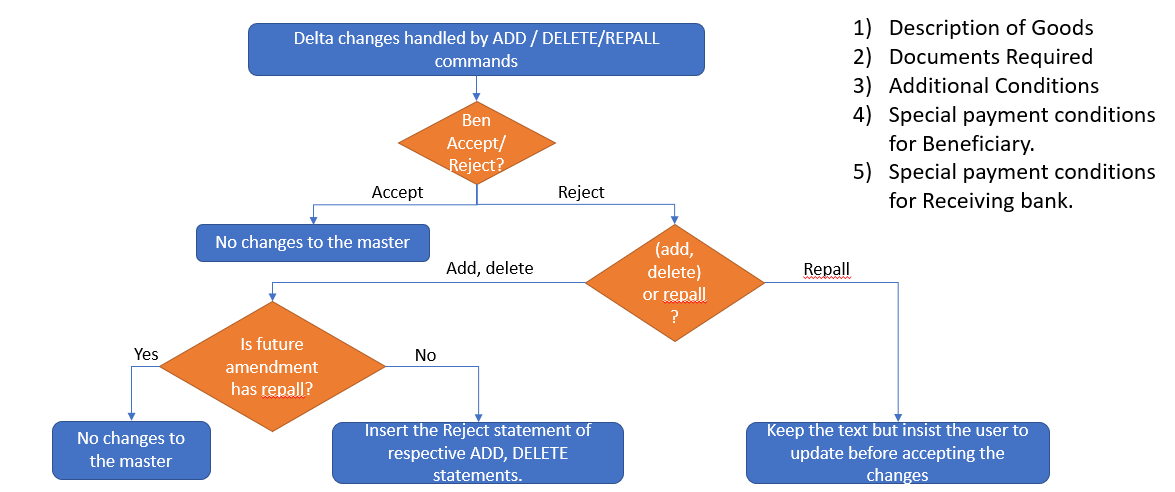 Delta changes handled by ADD / DELETE/REPALL
commands
1) Description of Goods
2) Documents Required
3) Additional Conditions
4) Special payment conditions
for Beneficiary.
5) Special payment conditions
for Receiving bank.
Ben
Accept/
Reject?
Accept
Reject
No changes to the master
(add,
delete)
or repall
?
Add, delete
Repall
Is future
amendment
has repall?
Yes
No
No changes to
the master
Insert the Reject statement of
respective ADD, DELETE
statements.
Keep the text but insist the user to
update before accepting the
changes